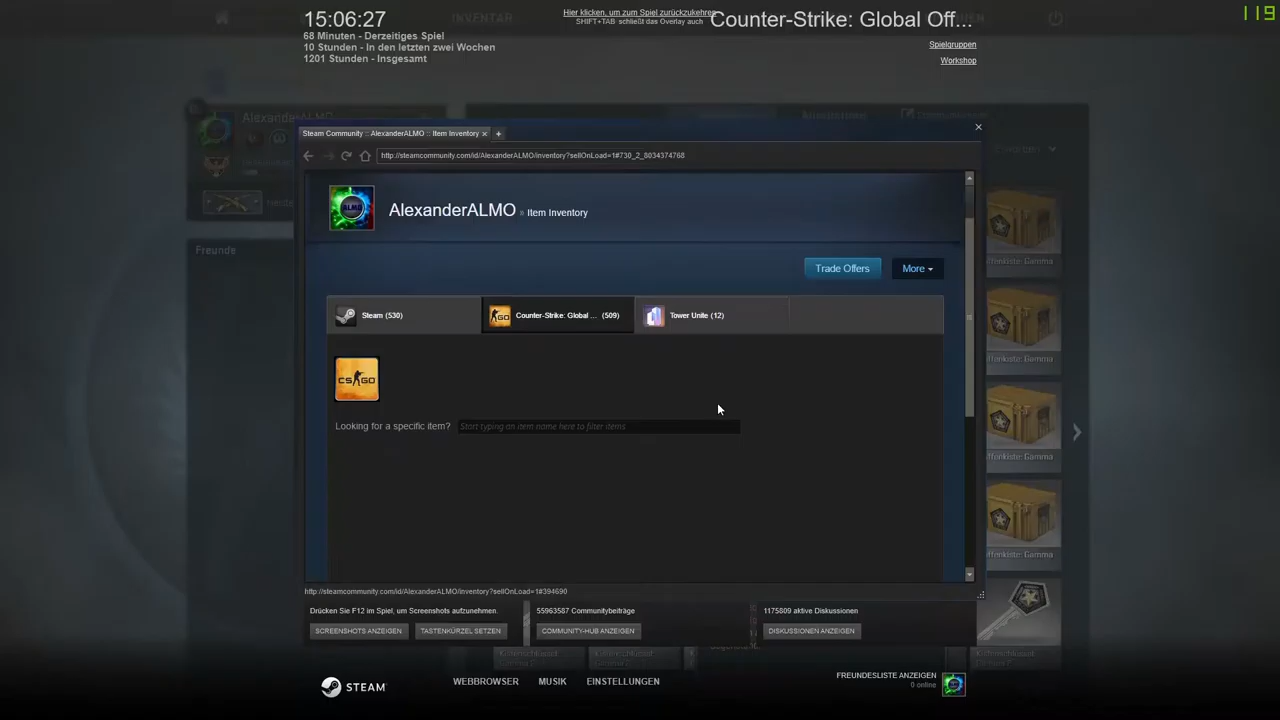 15:06:27
68 Minuten - Derzeitiges Spiel
10 Stunden - In den letzten zwei Wochen
1201 Stunden - Insgesamt
Hier klicken, um zum Spiel zurückzukehren
SHIFT+TAB schließt das Overlay auch
Counter-Strike: Global Off...
Spielgruppen
Workshop
119
INVENTAR
AlexanderALMO
Freunde
Steam Community :: AlexanderALMO :: Item Inventory
http://steamcommunity.com/id/AlexanderALMO/inventory?sellOnLoad=1#730_2_8034374768
AlexanderALMO » Item Inventory
Trade Offers
More
Steam (530)
Counter-Strike: Global ... (509)
Tower Unite (12)
CS GO
Looking for a specific item?
Start typing an item name here to filter items
http://steamcommunity.com/id/AlexanderALMO/inventory?sellOnLoad=1#394690
Drücken Sie F12 im Spiel, um Screenshots aufzunehmen.
SCREENSHOTS ANZEIGEN
TASTENKÜRZEL SETZEN
55963587 Communitybeiträge
COMMUNITY-HUB ANZEIGEN
1175809 aktive Diskussionen
DISKUSSIONEN ANZEIGEN
STEAM
WEBBROWSER
MUSIK
EINSTELLUNGEN
FREUNDESLISTE ANZEIGEN
0 online